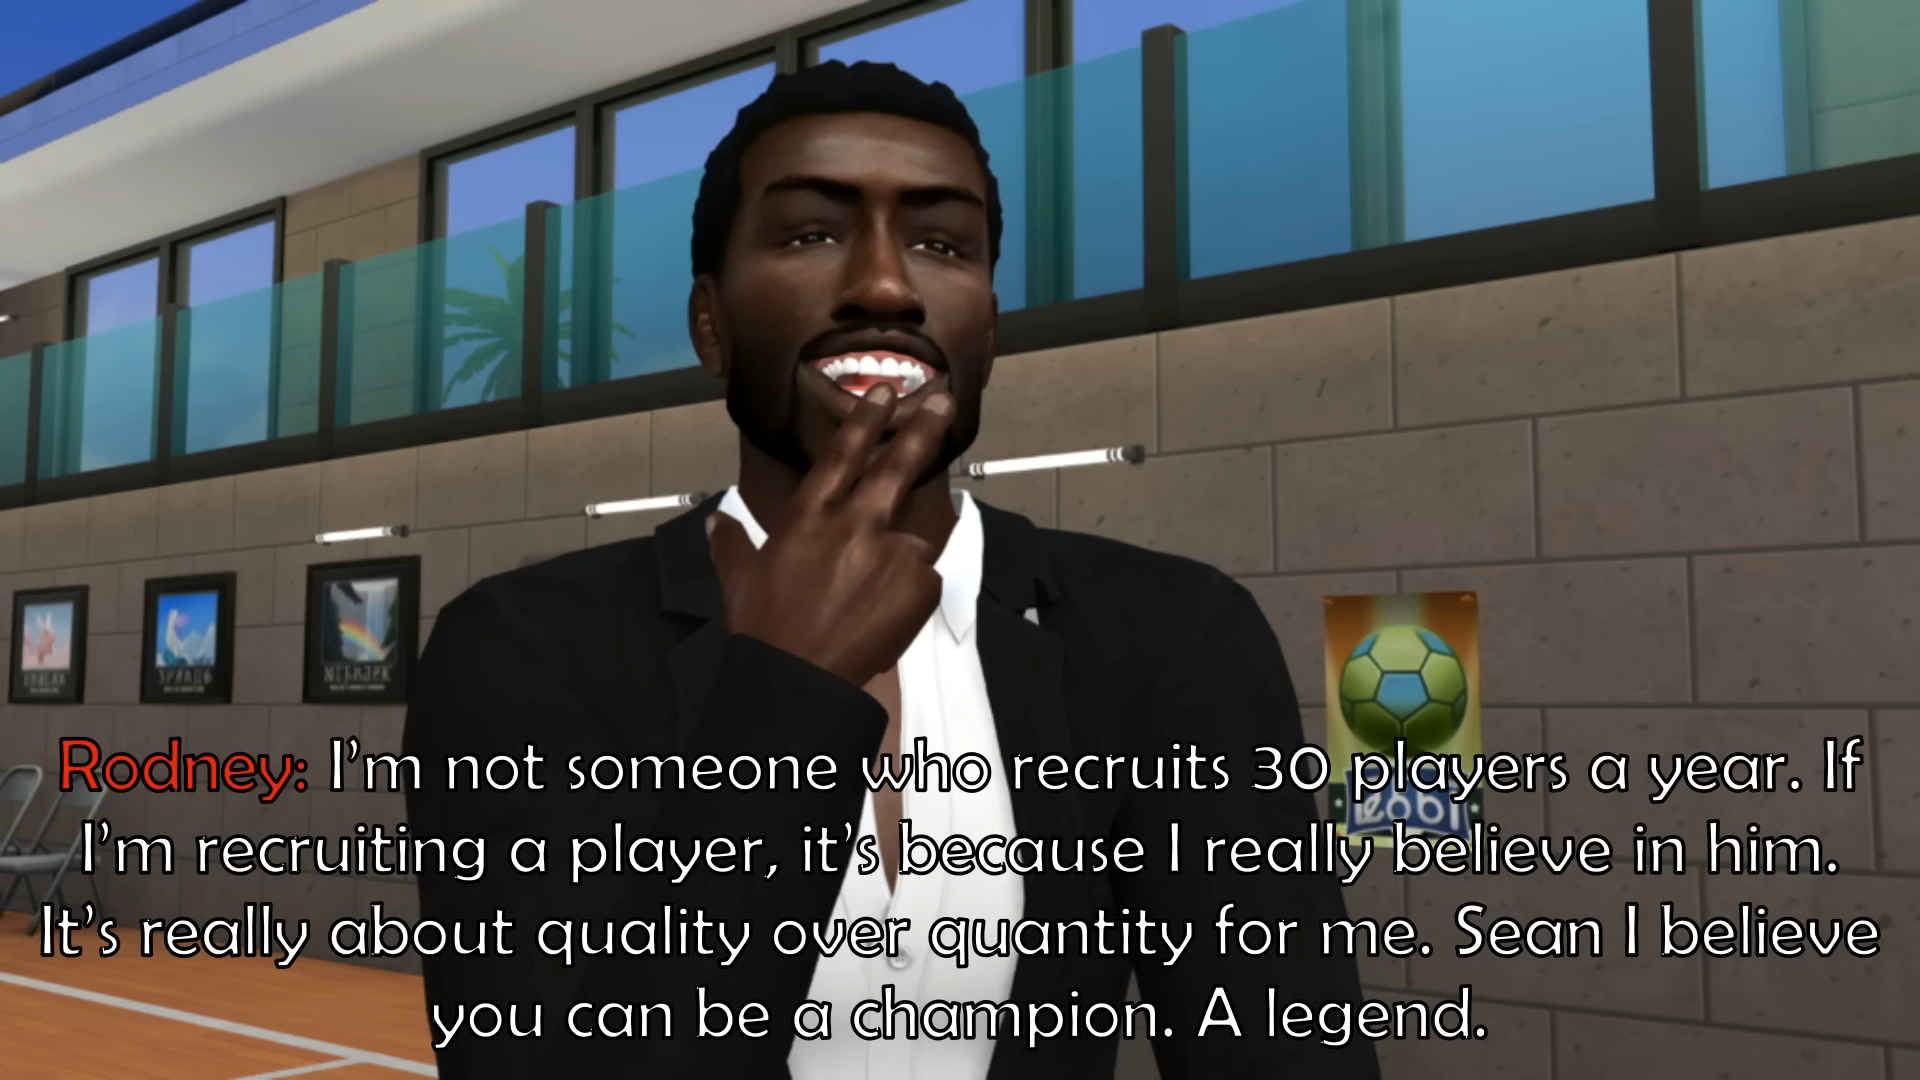 Rodney: I'm not someone who recruits 30 players a year. If
I'm recruiting a player, it's because I really believe in him.
It's really about quality over quantity for me. Sean I believe
you can be a champion. A legend.